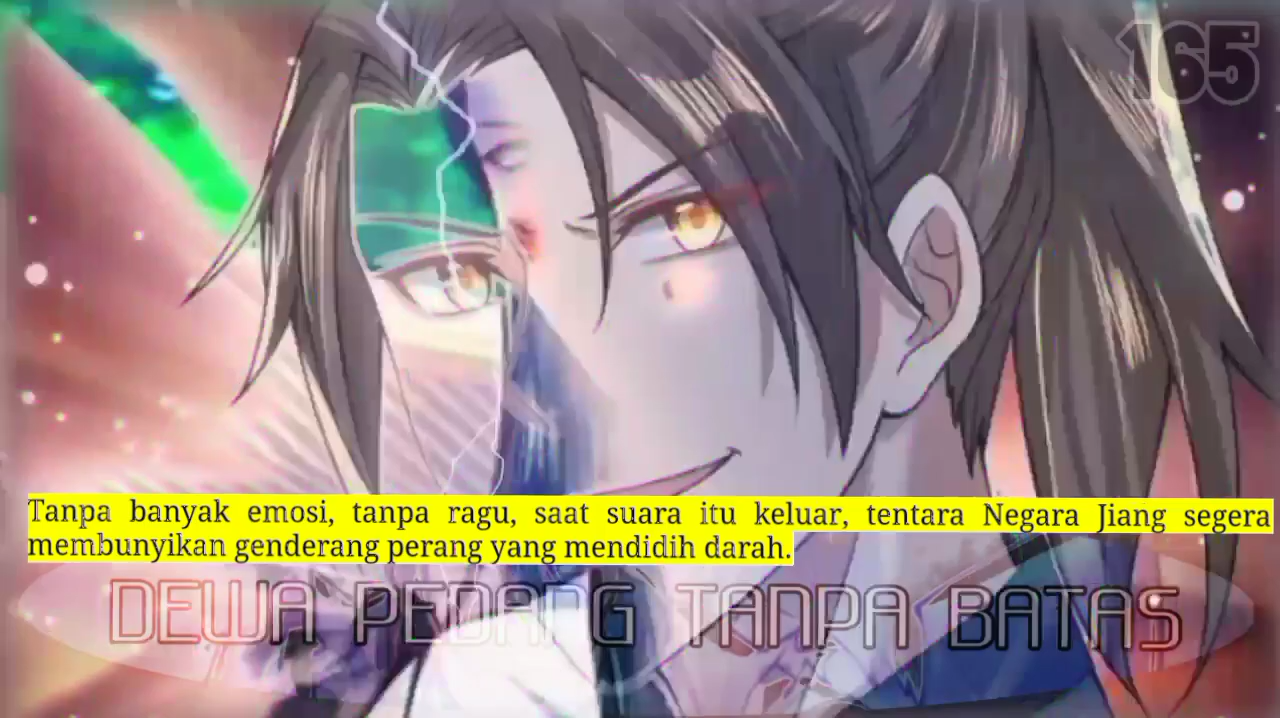 165
Tanpa banyak emosi, tanpa ragu, saat suara itu keluar, tentara Negara Jiang segera
membunyikan genderang perang yang mendidih darah.
DEWA PEDANG TANPA BATAS